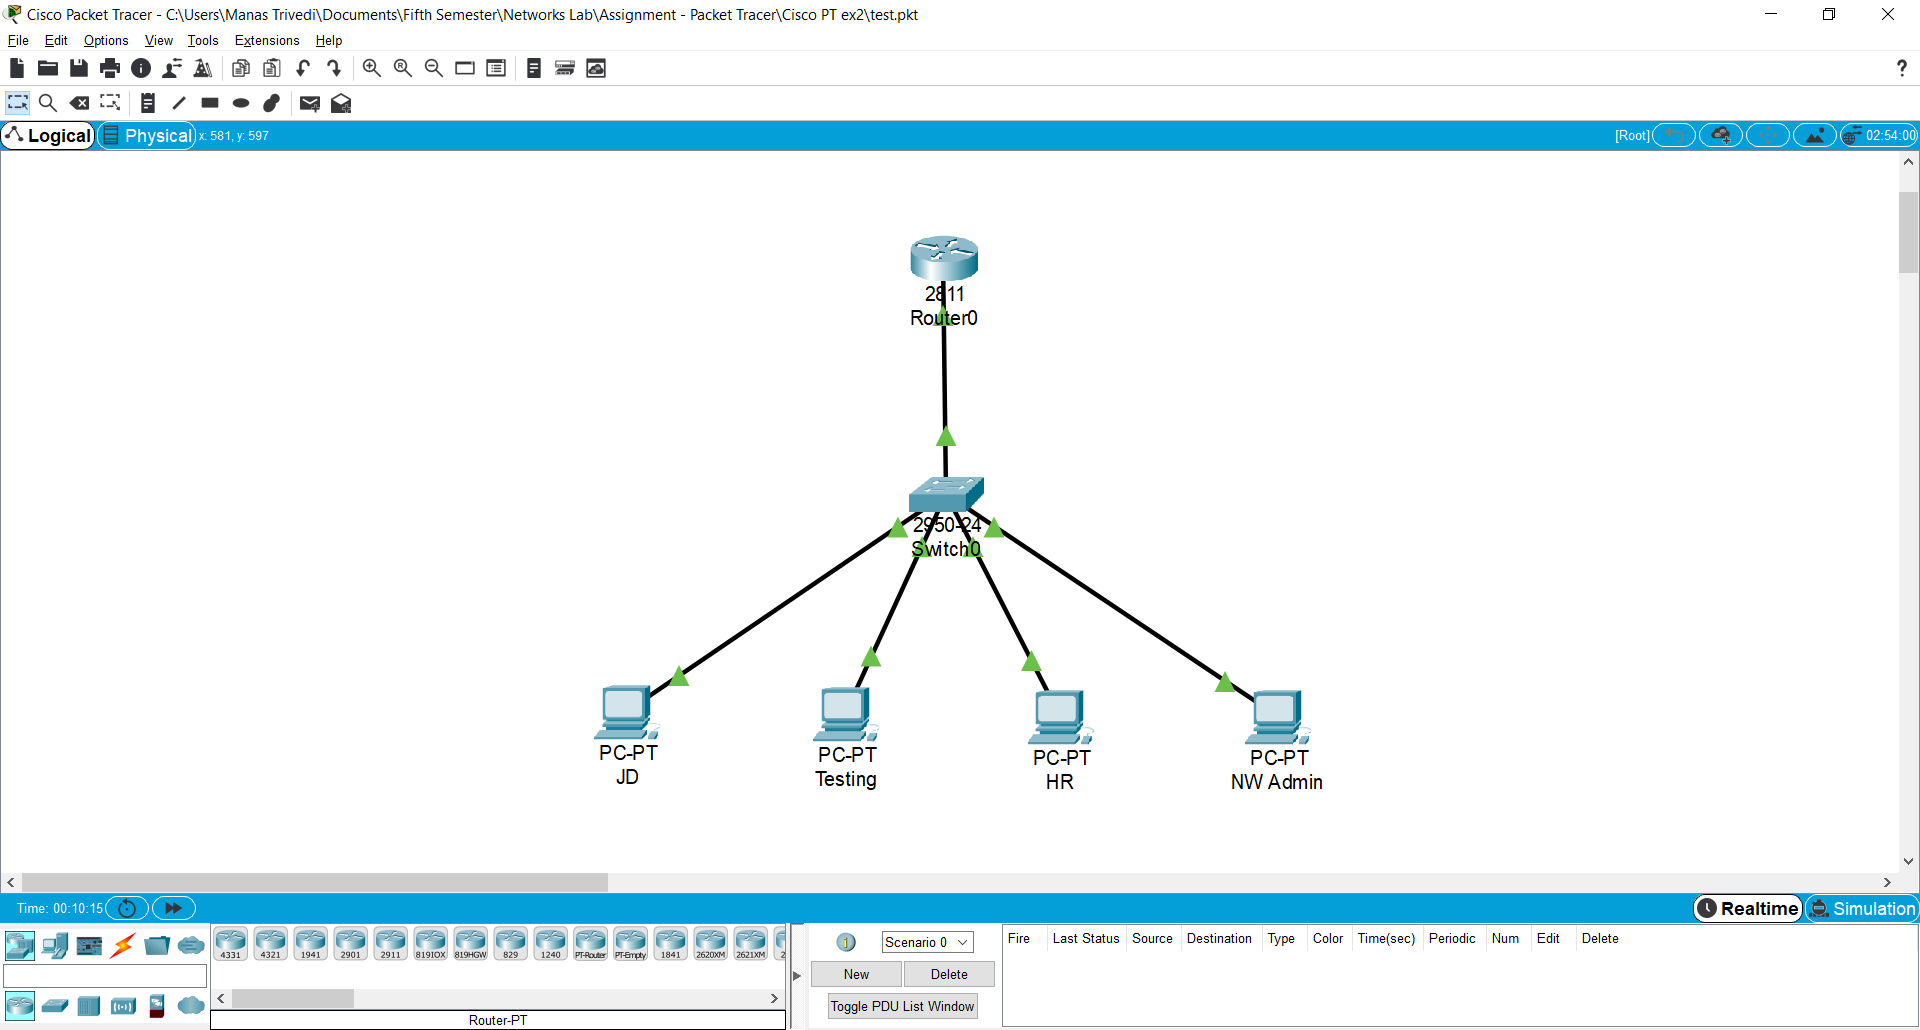 Cisco Packet Tracer - C:\Users\Manas Trivedi\Documents\Fifth Semester\Networks Lab\Assignment - Packet Tracer\Cisco PT ex2\test.pkt
File Edit Options View Tools Extensions Help
?
Logical Physical x: 581, y: 597 [Root] 02:54:00
2811
Router0
2950-24
Switch0
PC-PT
JD
PC-PT
Testing
PC-PT
HR
PC-PT
NW Admin
Time: 00:10:15 Realtime Simulation
4331 4321 1941 2901 2911 819IOX 819HGW 829 1240 PT-Router PT-Empty 1841 2620XM 2621XM 2
Router-PT
Scenario 0
New Delete
Toggle PDU List Window
Fire Last Status Source Destination Type Color Time(sec) Periodic Num Edit Delete